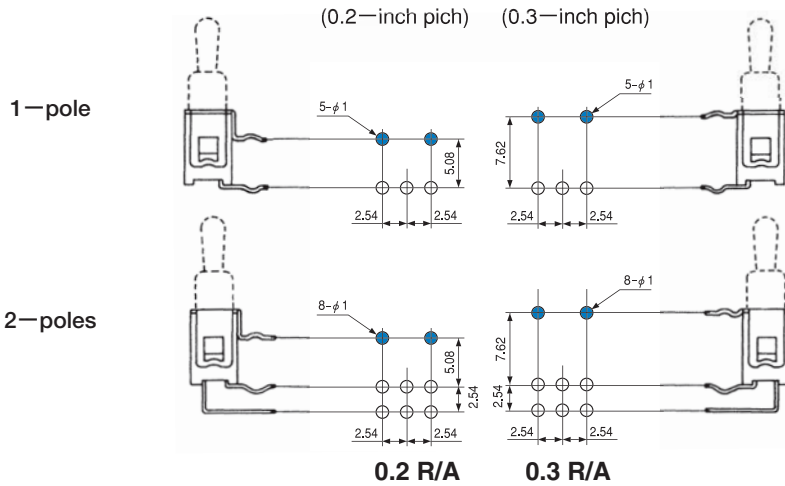 (0.2—inch pich) (0.3—inch pich)
1—pole
5-φ1
5.08
2.54 2.54
5-φ1
7.62
2.54 2.54
2—poles
8-φ1
5.08
2.54
2.54 2.54
8-φ1
7.62
2.54
2.54 2.54
0.2 R/A 0.3 R/A